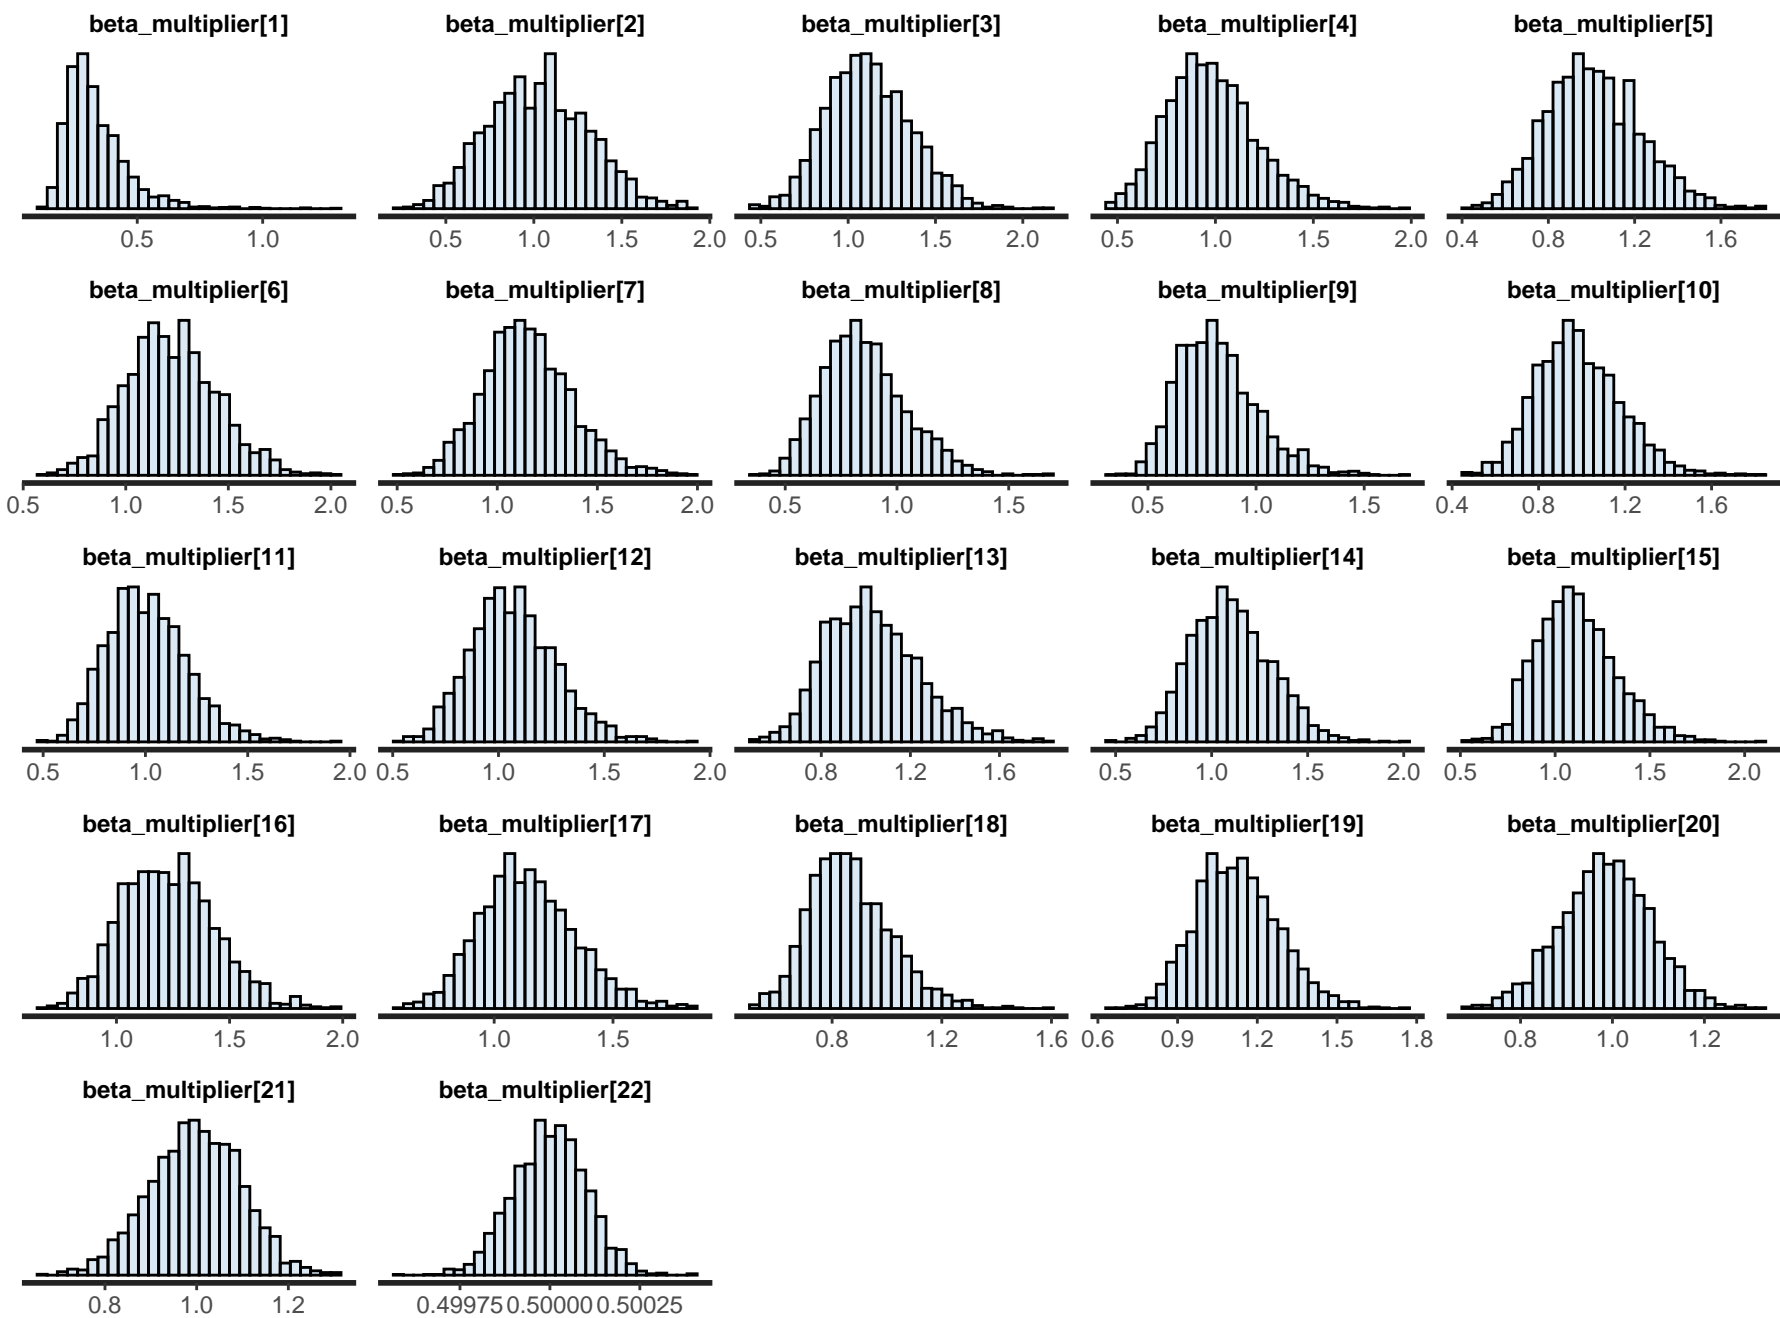 beta_multiplier[1] beta_multiplier[2] beta_multiplier[3] beta_multiplier[4] beta_multiplier[5]
0.5 1.0 0.5 1.0 1.5 2.0 0.5 1.0 1.5 2.0 0.5 1.0 1.5 2.0 0.4 0.8 1.2 1.6
beta_multiplier[6] beta_multiplier[7] beta_multiplier[8] beta_multiplier[9] beta_multiplier[10]
0.5 1.0 1.5 2.0 0.5 1.0 1.5 2.0 0.5 1.0 1.5 0.5 1.0 1.5 0.4 0.8 1.2 1.6
beta_multiplier[11] beta_multiplier[12] beta_multiplier[13] beta_multiplier[14] beta_multiplier[15]
0.5 1.0 1.5 2.0 0.5 1.0 1.5 2.0 0.8 1.2 1.6 0.5 1.0 1.5 2.0 0.5 1.0 1.5 2.0
beta_multiplier[16] beta_multiplier[17] beta_multiplier[18] beta_multiplier[19] beta_multiplier[20]
1.0 1.5 2.0 1.0 1.5 0.8 1.2 1.6 0.6 0.9 1.2 1.5 1.8 0.8 1.0 1.2
beta_multiplier[21] beta_multiplier[22]
0.8 1.0 1.2 0.49975 0.50000 0.50025